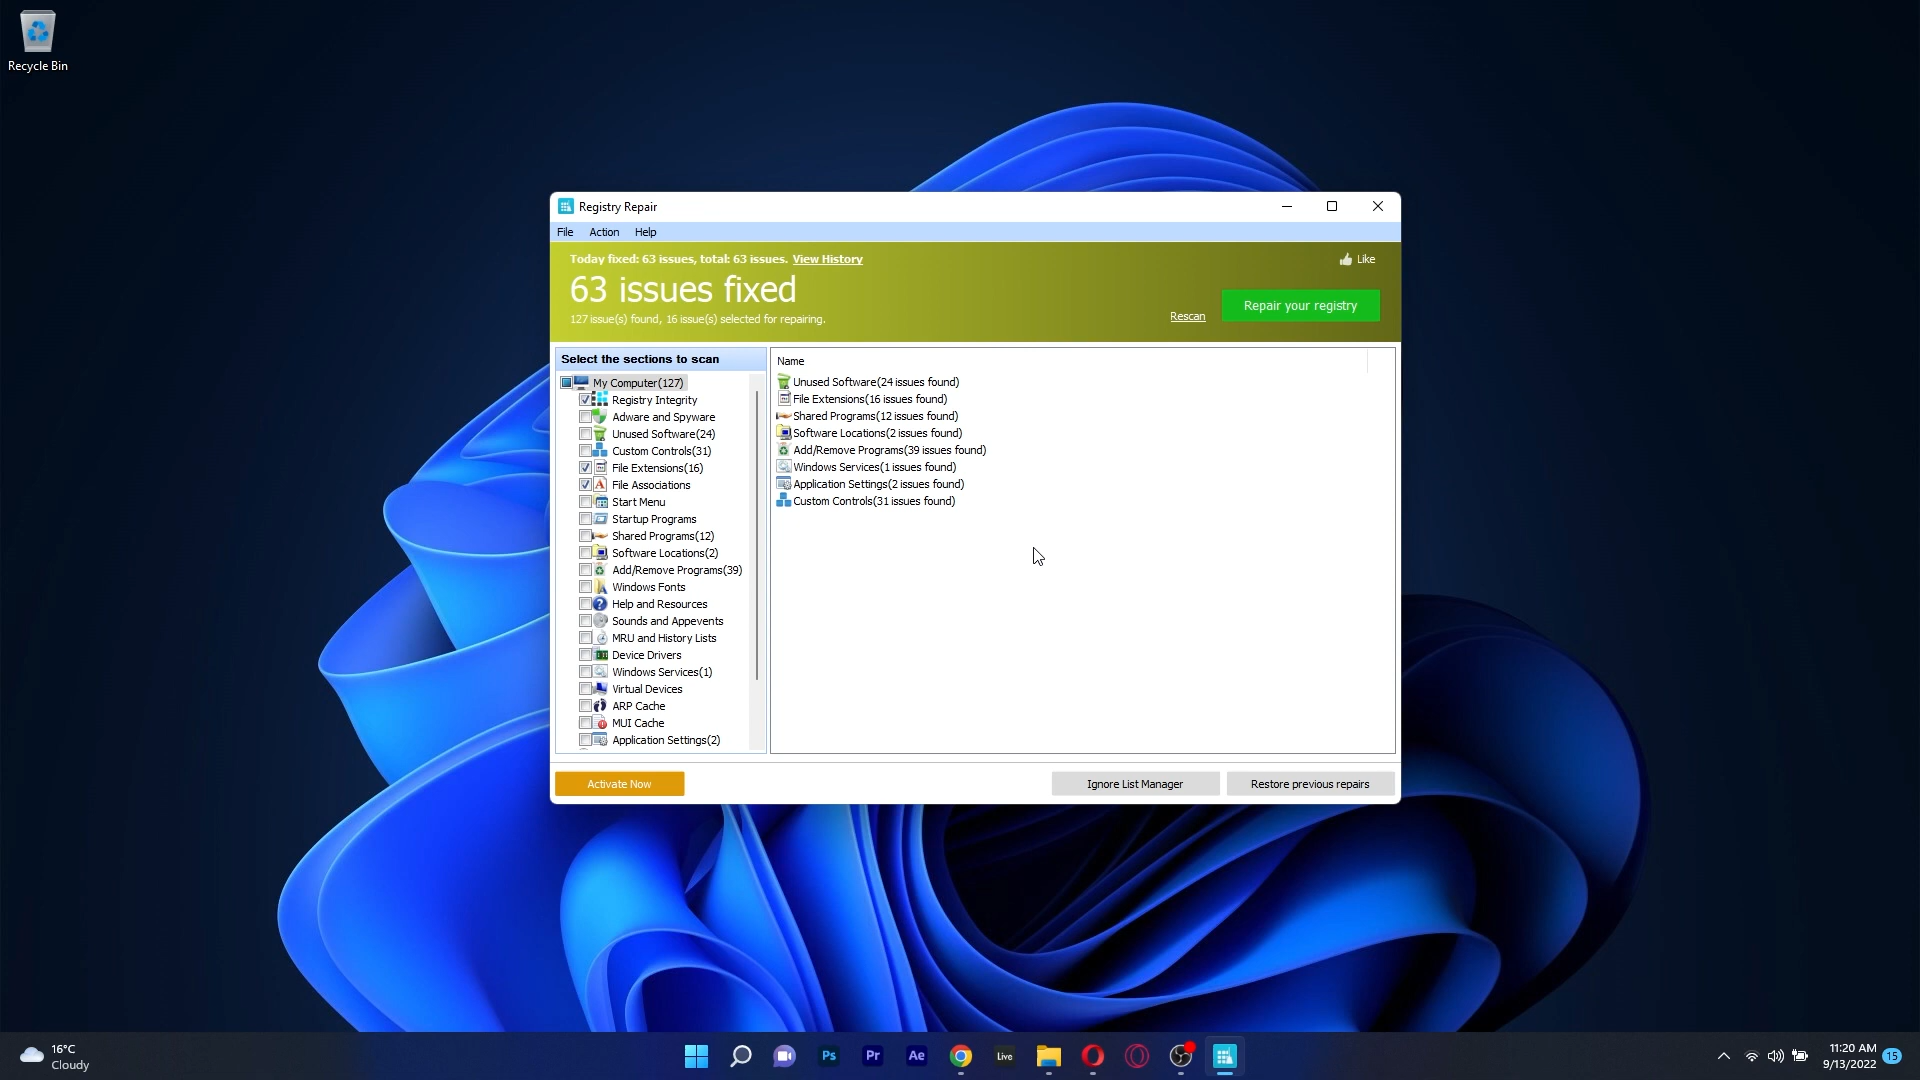 Recycle Bin
Registry Repair
File Action Help
Today fixed: 63 issues, total: 63 issues. View History
Like
63 issues fixed
127 issue(s) found, 16 issue(s) selected for repairing.
Rescan
Repair your registry
Select the sections to scan
My Computer(127)
Registry Integrity
Adware and Spyware
Unused Software(24)
Custom Controls(31)
File Extensions(16)
File Associations
Start Menu
Startup Programs
Shared Programs(12)
Software Locations(2)
Add/Remove Programs(39)
Windows Fonts
Help and Resources
Sounds and Appevents
MRU and History Lists
Device Drivers
Windows Services(1)
Virtual Devices
ARP Cache
MUI Cache
Application Settings(2)
Name
Unused Software(24 issues found)
File Extensions(16 issues found)
Shared Programs(12 issues found)
Software Locations(2 issues found)
Add/Remove Programs(39 issues found)
Windows Services(1 issues found)
Application Settings(2 issues found)
Custom Controls(31 issues found)
Activate Now
Ignore List Manager
Restore previous repairs
16°C
Cloudy
Ps
Pr
Ae
Live
11:20 AM
9/13/2022
15